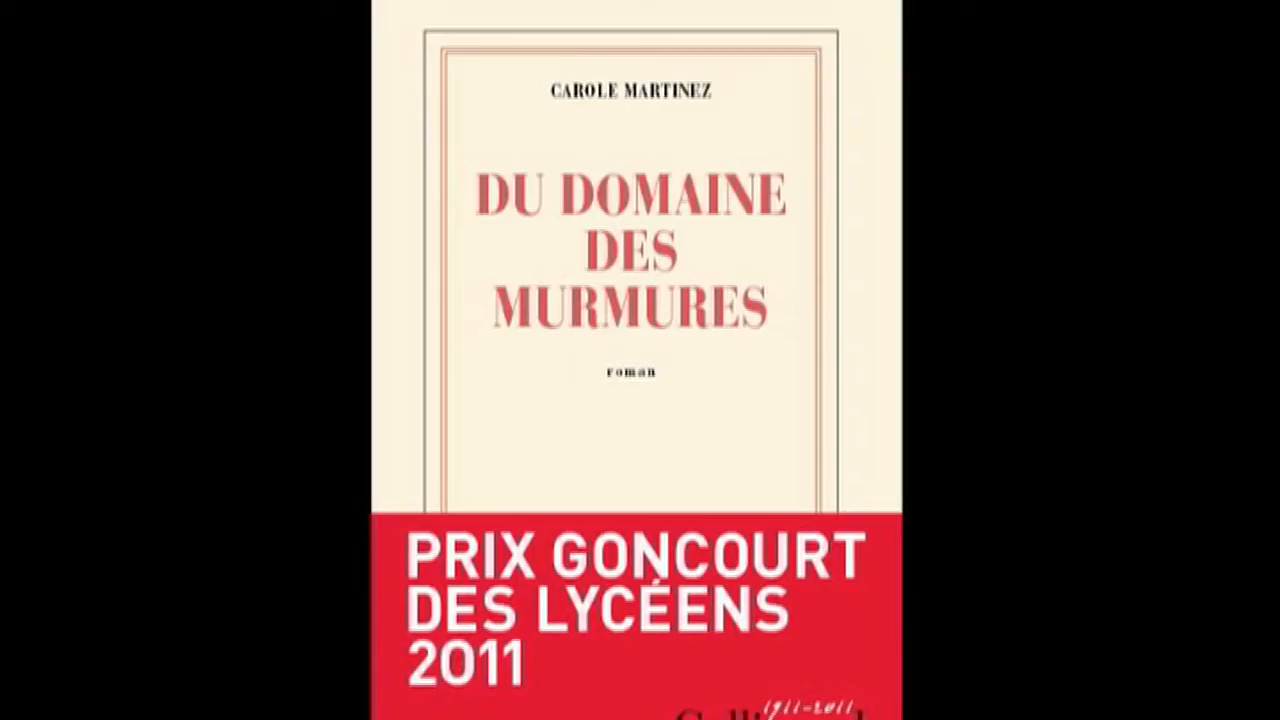 CAROLE MARTINEZ
DU DOMAINE
DES
MURMURES
roman
PRIX GONCOURT
DES LYCÉENS
2011
1911-2011